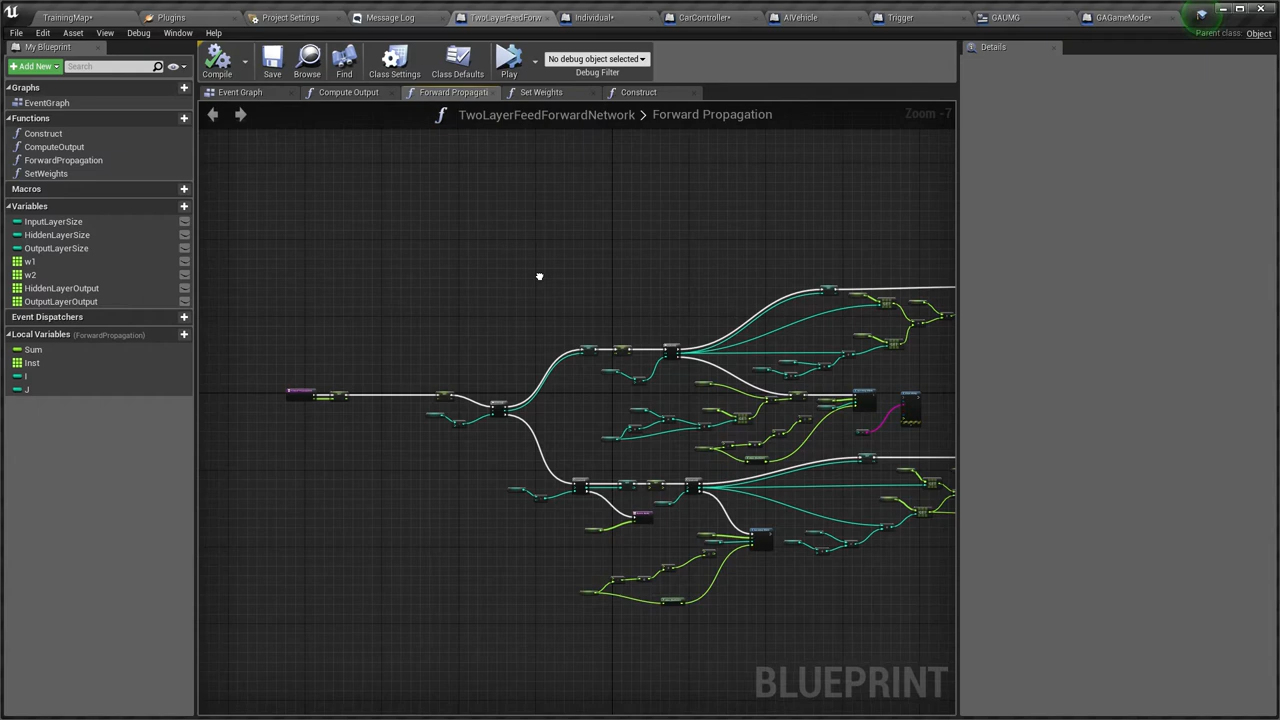 TrainingMap*
Plugins
Project Settings
Message Log
TwoLayerFeedForw
Individual*
CarController*
AIVehicle
Trigger
GAUMG
GAGameMode*
File Edit Asset View Debug Window Help
Parent class: Object
My Blueprint
Details
Add New
Search
Compile
Save
Browse
Find
Class Settings
Class Defaults
Play
No debug object selected
Debug Filter
Graphs
EventGraph
Functions
Construct
ComputeOutput
ForwardPropagation
SetWeights
Macros
Variables
InputLayerSize
HiddenLayerSize
OutputLayerSize
w1
w2
HiddenLayerOutput
OutputLayerOutput
Event Dispatchers
Local Variables (ForwardPropagation)
Sum
Inst
I
J
Event Graph
Compute Output
Forward Propagati
Set Weights
Construct
TwoLayerFeedForwardNetwork > Forward Propagation
Zoom -7
BLUEPRINT